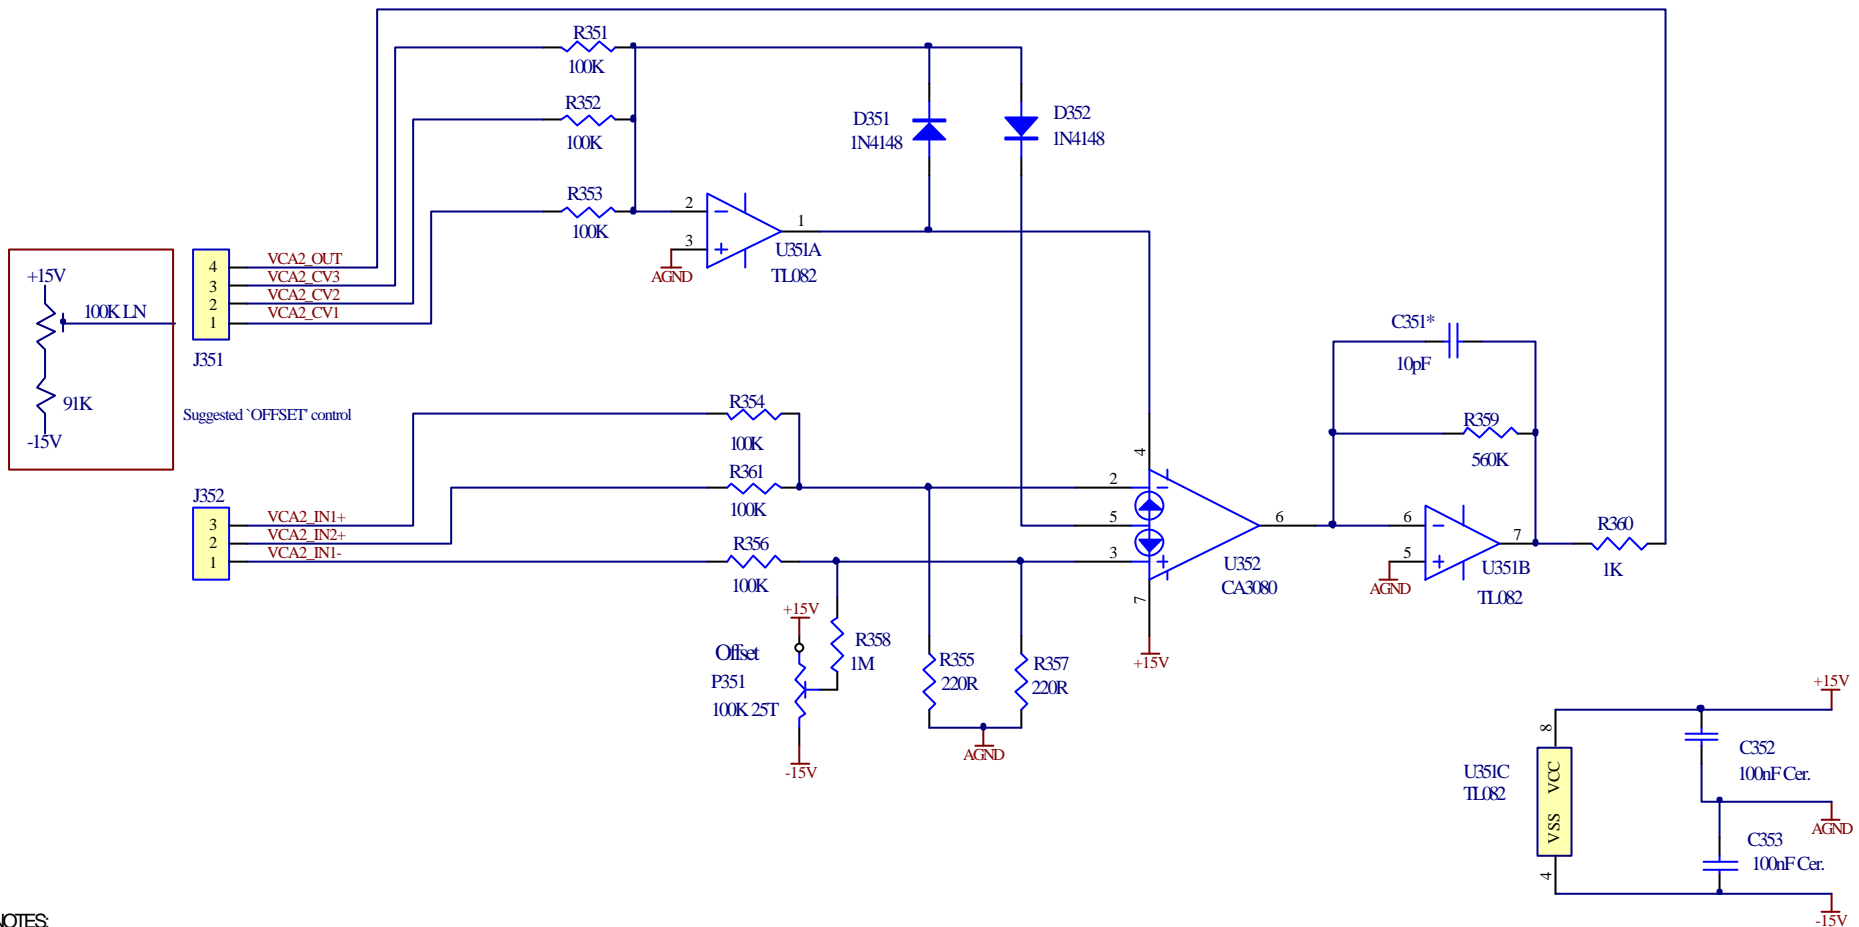 R351
100K
R352
100K
R353
100K
D351
1N4148
D352
1N4148
2
3
1
AGND
U351A
TL082
+15V
100K LN
91K
-15V
4
3
2
1
VCA2_OUT
VCA2_CV3
VCA2_CV2
VCA2_CV1
J351
Suggested `OFFSET' control
C351*
10pF
R359
560K
R354
100K
R361
100K
R356
100K
J352
3
2
1
VCA2_IN1+
VCA2_IN2+
VCA2_IN1-
4
2
5
3
7
6
U352
CA3080
+15V
6
5
7
AGND
U351B
TL082
R360
1K
+15V
Offset
P351
100K 25T
-15V
R358
1M
R355
220R
R357
220R
AGND
+15V
8
U351C
TL082
VSS VCC
4
C352
100nF Cer.
AGND
C353
100nF Cer.
-15V
NOTES: